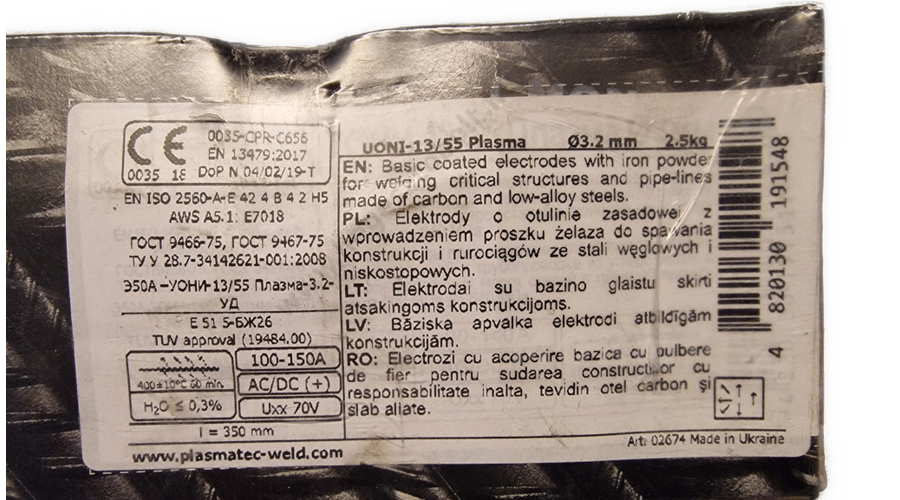 CE
0035 18
0035-CPR-C656
EN 13479:2017
DoP N 04/02/19-T
EN ISO 2560-A-E 42 4 B 4 2 H5
AWS A5.1: E7018
ГОСТ 9466-75, ГОСТ 9467-75
ТУ У 28.7-34142621-001:2008
Э50А –УОНИ-13/55 Плазма-3.2-
УД
Е 51 5-БЖ26
TUV approval (19484.00)
400±10°C 60 min
H₂O ≤ 0,3%
100-150A
AC/DC (+)
Uxx 70V
l = 350 mm
www.plasmatec-weld.com
UONI-13/55 Plasma Ø3.2 mm 2.5kg
EN: Basic coated electrodes with iron powder
for welding critical structures and pipe-lines
made of carbon and low-alloy steels.
PL: Elektrody o otulinie zasadowej z
wprowadzeniem proszku żelaza do spawania
konstrukcji i rurociągów ze stali węglowych i
niskostopowych.
LT: Elektrodai su bazino glaistu skirti
atsakingoms konstrukcijoms.
LV: Bāziska apvalka elektrodi atbildīgām
konstrukcijām.
RO: Electrozi cu acoperire bazica cu pulbere
de fier pentru sudarea constructiilor cu
responsabilitate inalta, tevidin otel carbon și
slab aliate.
4 820130 191548
Art: 02674 Made in Ukraine